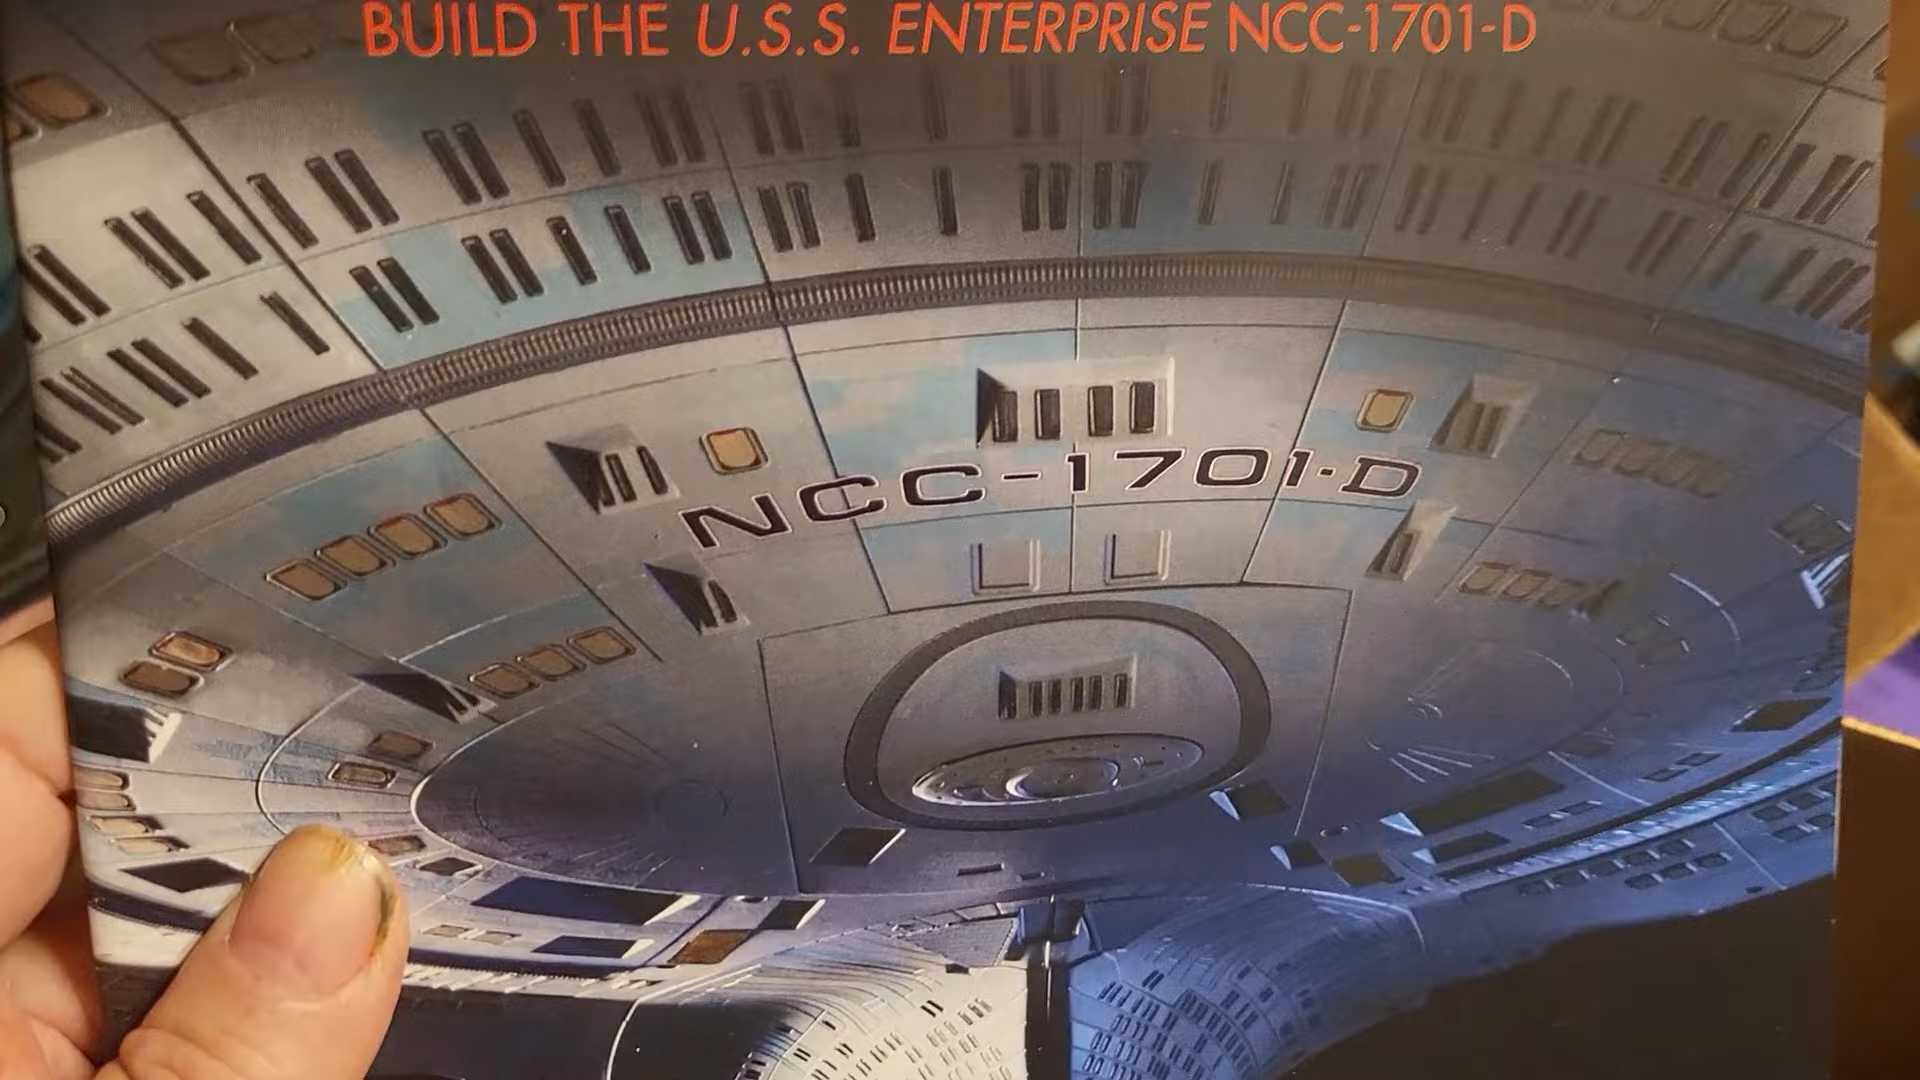 BUILD THE U.S.S. ENTERPRISE NCC-1701-D
NCC-1701-D